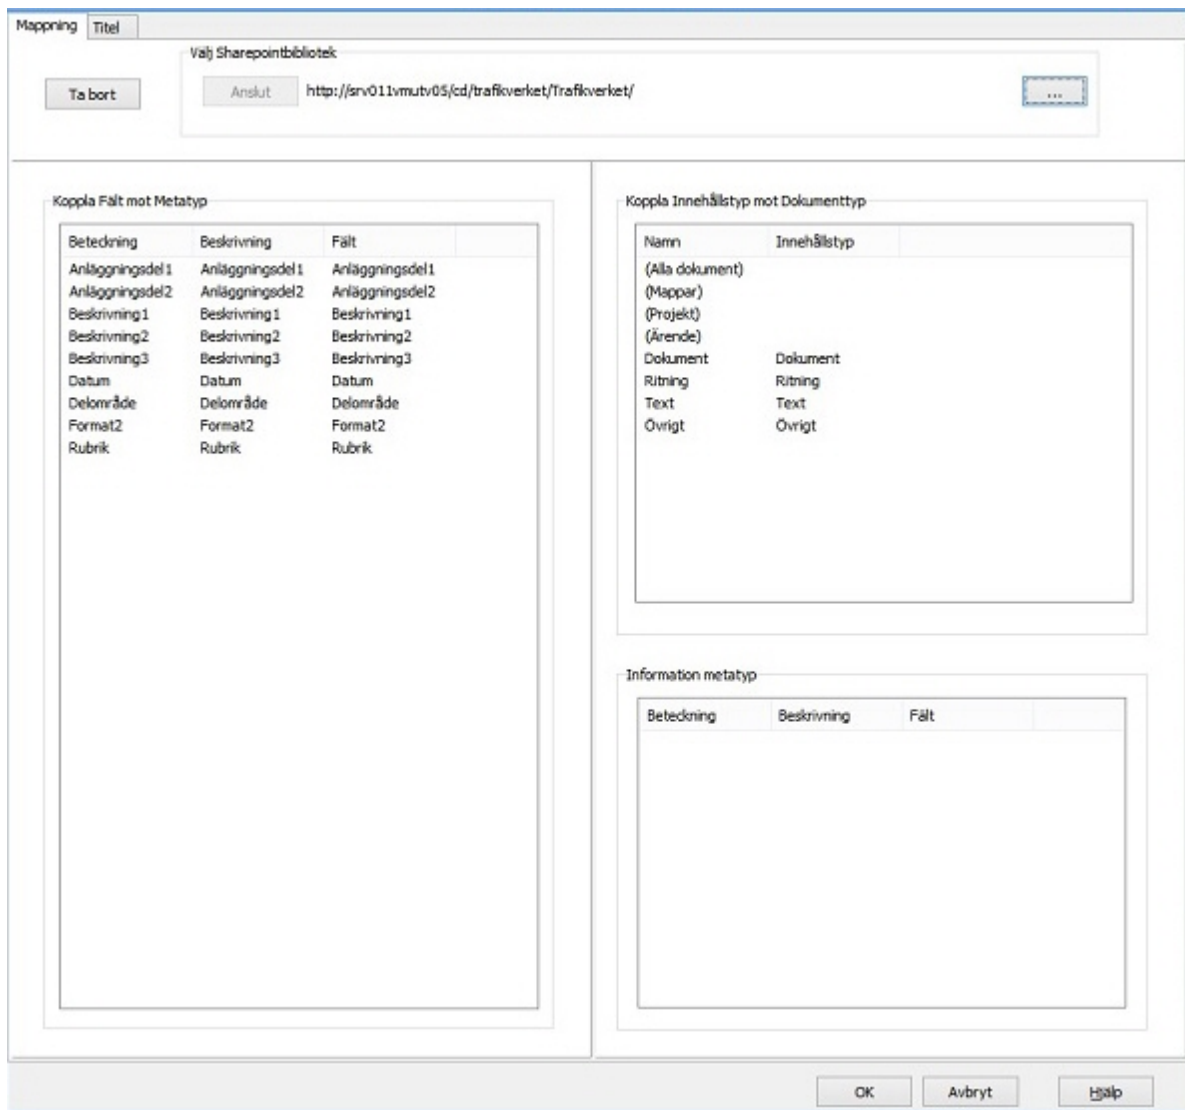 Mappning Titel
Välj Sharepointbibliotek
Ta bort Anslut http://srv011vmutv05/cd/trafikverket/Trafikverket/ ...
Koppla Fält mot Metatyp
Beteckning Beskrivning Fält
Anläggningsdel1 Anläggningsdel1 Anläggningsdel1
Anläggningsdel2 Anläggningsdel2 Anläggningsdel2
Beskrivning1 Beskrivning1 Beskrivning1
Beskrivning2 Beskrivning2 Beskrivning2
Beskrivning3 Beskrivning3 Beskrivning3
Datum Datum Datum
Delområde Delområde Delområde
Format2 Format2 Format2
Rubrik Rubrik Rubrik
Koppla Innehållstyp mot Dokumenttyp
Namn Innehållstyp
(Alla dokument)
(Mappar)
(Projekt)
(Ärende)
Dokument Dokument
Ritning Ritning
Text Text
Övrigt Övrigt
Information metatyp
Beteckning Beskrivning Fält
OK Avbryt Hjälp